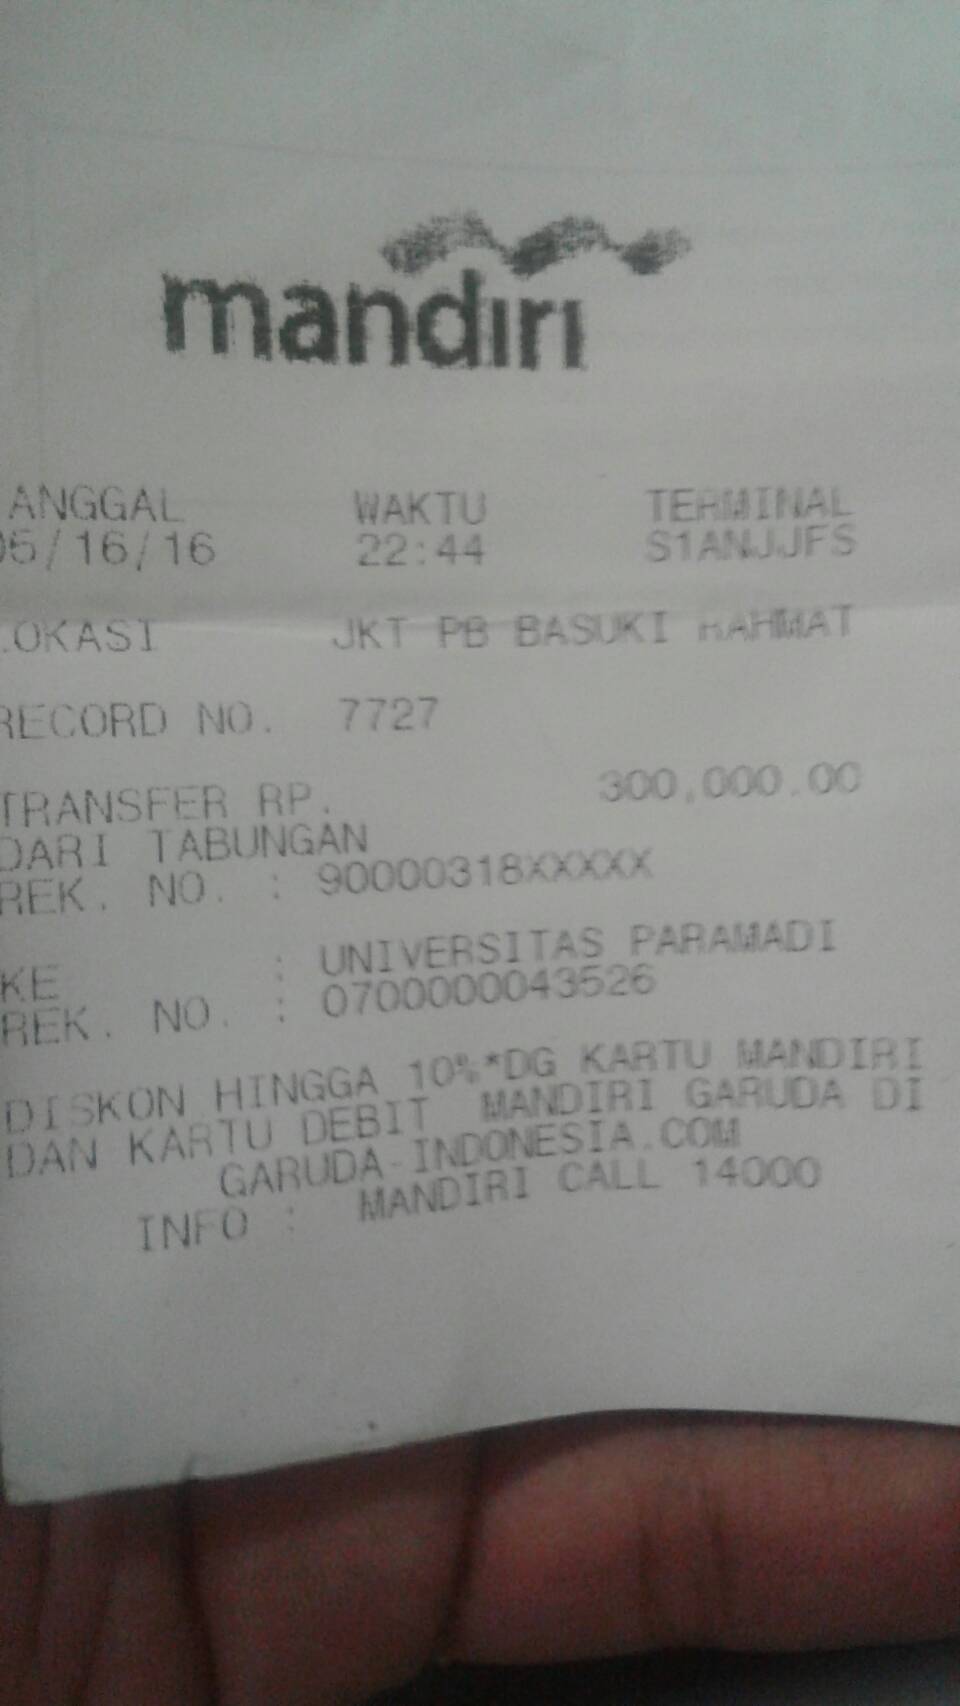 mandiri
ANGGAL WAKTU TERMINAL
05/16/16 22:44 S1ANJJFS
LOKASI JKT PB BASUKI RAHMAT
RECORD NO. 7727
TRANSFER RP. 300,000.00
DARI TABUNGAN
REK. NO. : 90000318XXXXX
KE : UNIVERSITAS PARAMADI
REK. NO. : 0700000043526
DISKON HINGGA 10%*DG KARTU MANDIRI
DAN KARTU DEBIT MANDIRI GARUDA DI
GARUDA-INDONESIA.COM
INFO : MANDIRI CALL 14000